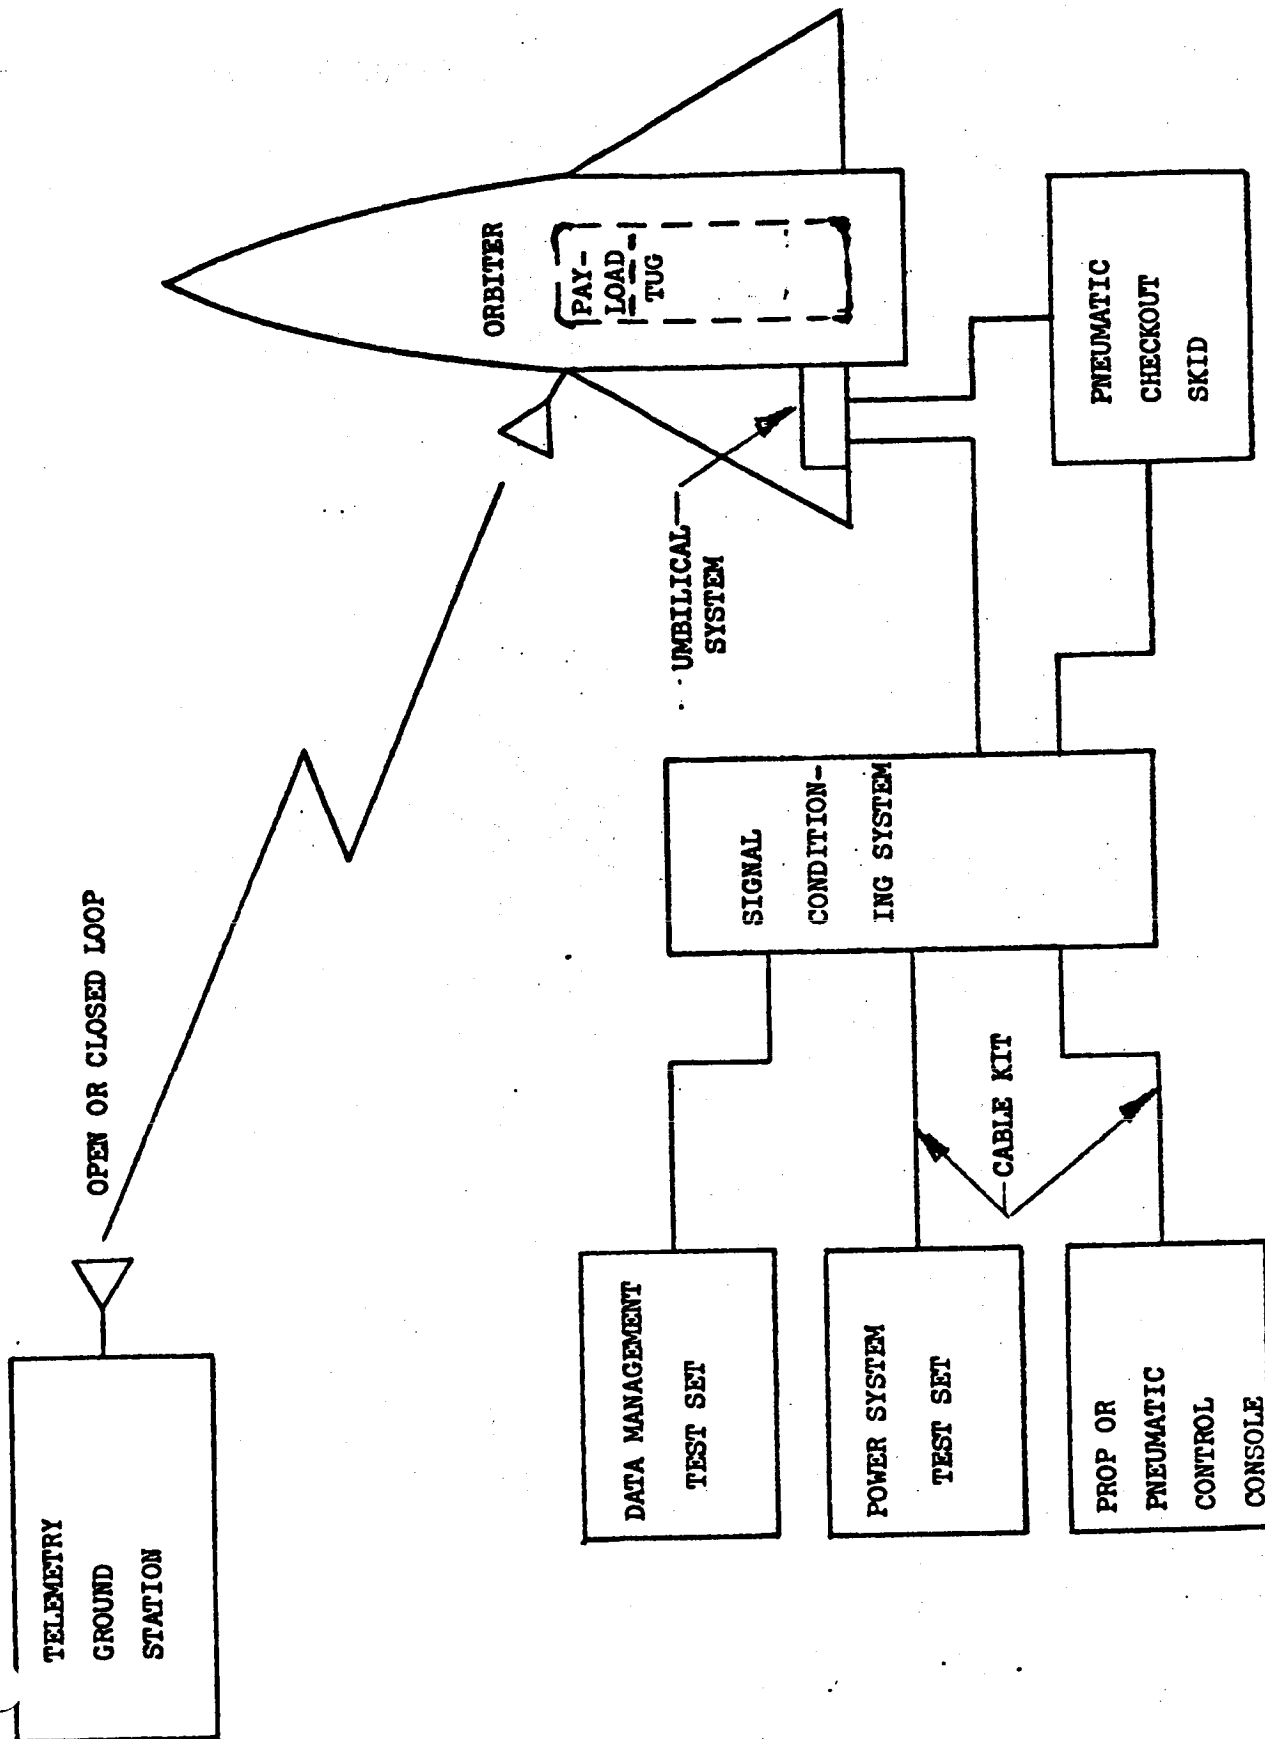 TELEMETRY
GROUND
STATION
OPEN OR CLOSED LOOP
ORBITER
PAY-
LOAD
TUG
UMBILICAL
SYSTEM
DATA MANAGEMENT
TEST SET
POWER SYSTEM
TEST SET
PROP OR
PNEUMATIC
CONTROL
CONSOLE
CABLE KIT
SIGNAL
CONDITION-
ING SYSTEM
PNEUMATIC
CHECKOUT
SKID